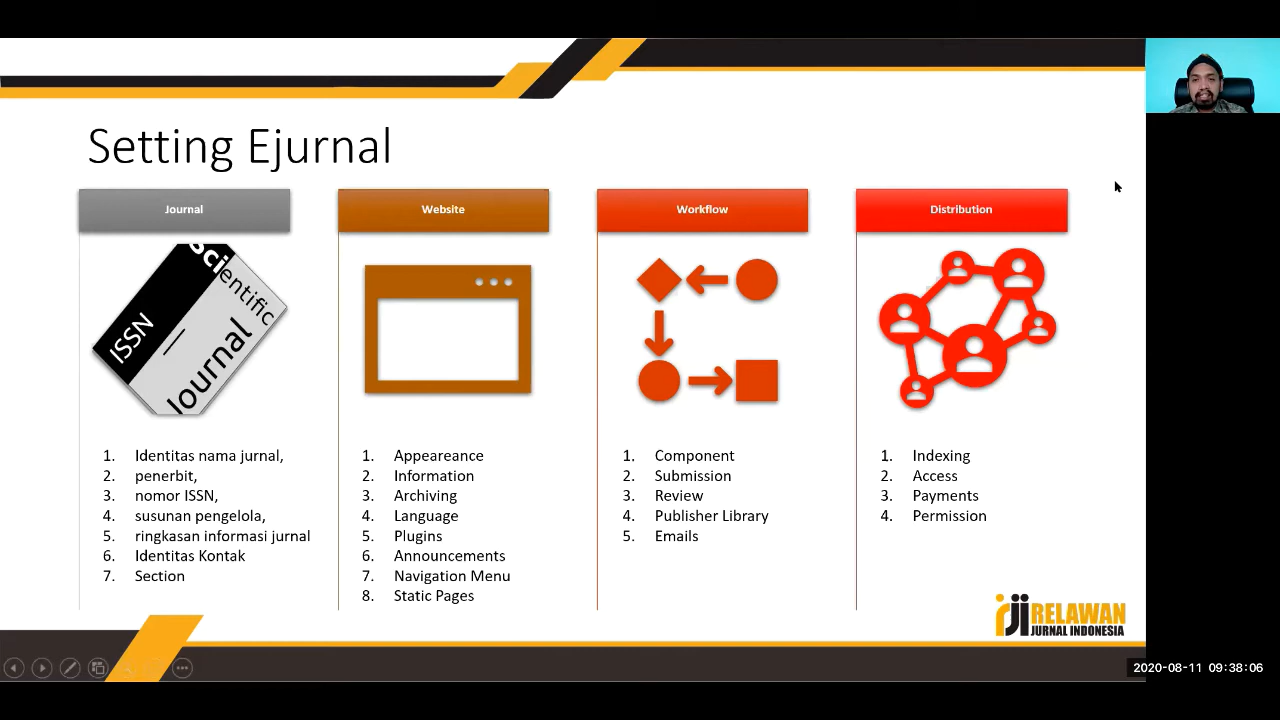 Setting Ejurnal
Journal
Website
Workflow
Distribution
ISSN
Scientific
Journal
1. Identitas nama jurnal,
2. penerbit,
3. nomor ISSN,
4. susunan pengelola,
5. ringkasan informasi jurnal
6. Identitas Kontak
7. Section
1. Appeareance
2. Information
3. Archiving
4. Language
5. Plugins
6. Announcements
7. Navigation Menu
8. Static Pages
1. Component
2. Submission
3. Review
4. Publisher Library
5. Emails
1. Indexing
2. Access
3. Payments
4. Permission
rji RELAWAN
JURNAL INDONESIA
2020-08-11 09:38:06